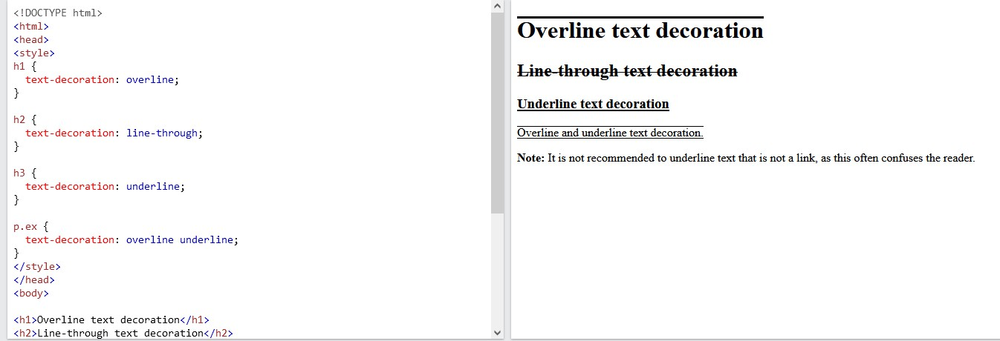 <!DOCTYPE html>
<html>
<head>
<style>
h1 {
  text-decoration: overline;
}

h2 {
  text-decoration: line-through;
}

h3 {
  text-decoration: underline;
}

p.ex {
  text-decoration: overline underline;
}
</style>
</head>
<body>

<h1>Overline text decoration</h1>
<h2>Line-through text decoration</h2>
Overline text decoration
Line-through text decoration
Underline text decoration
Overline and underline text decoration.
Note: It is not recommended to underline text that is not a link, as this often confuses the reader.